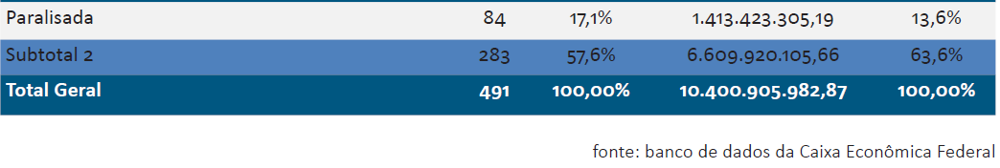 Paralisada 84 17,1% 1.413.423.305,19 13,6%
Subtotal 2 283 57,6% 6.609.920.105,66 63,6%
Total Geral 491 100,00% 10.400.905.982,87 100,00%
fonte: banco de dados da Caixa Econômica Federal